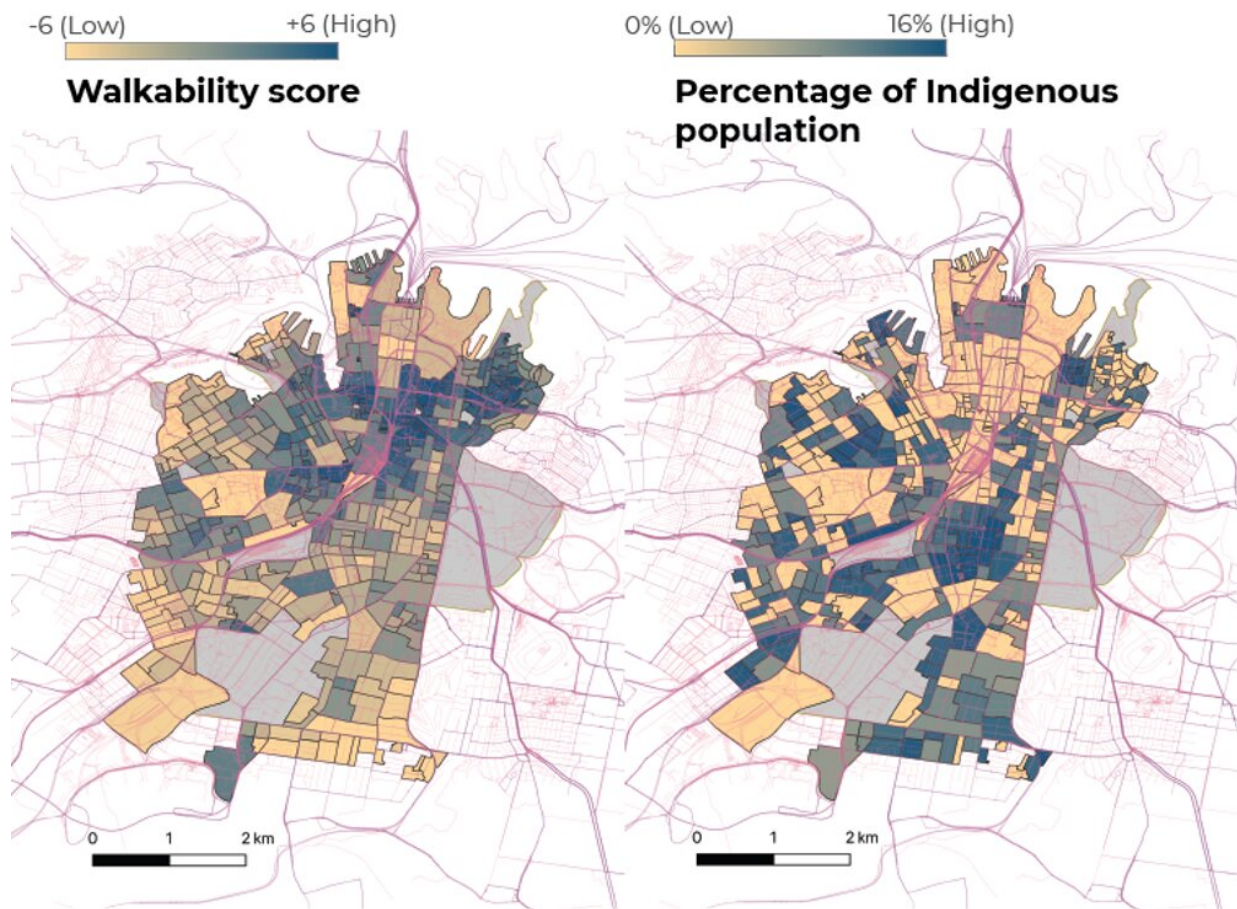 -6 (Low) +6 (High)
Walkability score
0% (Low) 16% (High)
Percentage of Indigenous
population
0 1 2 km
0 1 2 km